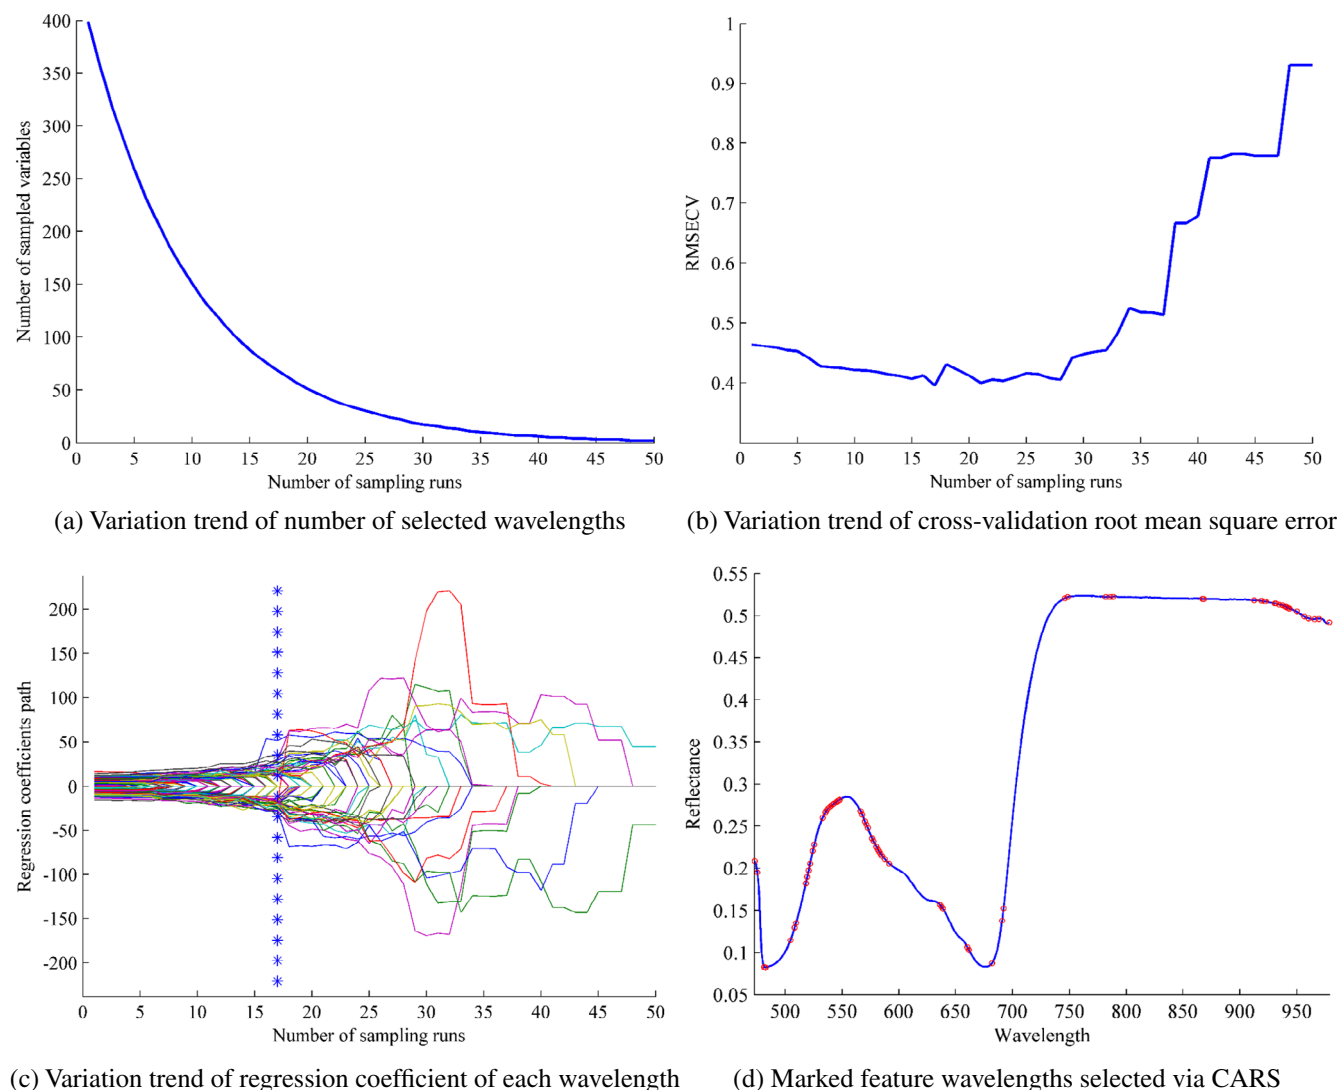 400
350
300
250
200
150
100
50
0
Number of sampled variables
0 5 10 15 20 25 30 35 40 45 50
Number of sampling runs
(a) Variation trend of number of selected wavelengths
1
0.9
0.8
0.7
0.6
0.5
0.4
RMSECV
0 5 10 15 20 25 30 35 40 45 50
Number of sampling runs
(b) Variation trend of cross-validation root mean square error
200
150
100
50
0
-50
-100
-150
-200
Regression coefficients path
0 5 10 15 20 25 30 35 40 45 50
Number of sampling runs
(c) Variation trend of regression coefficient of each wavelength
0.55
0.5
0.45
0.4
0.35
0.3
0.25
0.2
0.15
0.1
0.05
Reflectance
500 550 600 650 700 750 800 850 900 950
Wavelength
(d) Marked feature wavelengths selected via CARS